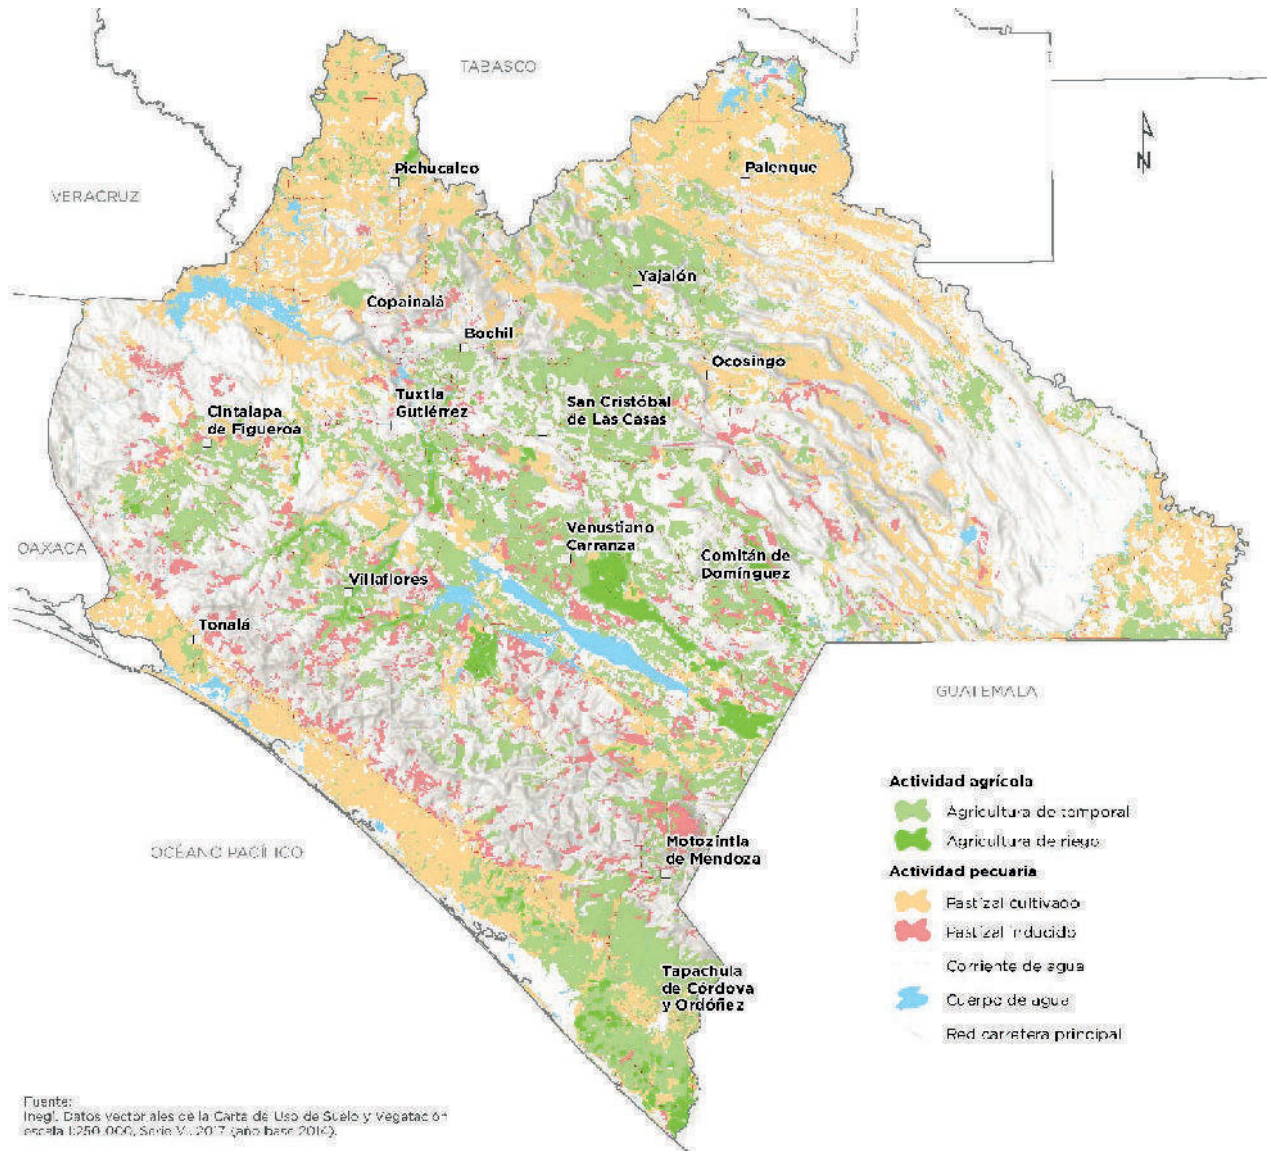 TABASCO
VERACRUZ
Pichucalco
Palenque
N
Yajalón
Copainalá
Bochil
Ocosingo
Tuxtla
Gutiérrez
San Cristóbal
de Las Casas
Cintalapa
de Figueroa
OAXACA
Venustiano
Carranza
Comitán de
Domínguez
Villaflores
Tonalá
GUATEMALA
OCÉANO PACÍFICO
Motozintla
de Mendoza
Tapachula
de Córdova
y Ordóñez
Actividad agrícola
Agricultura de temporal
Agricultura de riego
Actividad pecuaria
Pastizal cultivado
Pastizal inducido
Corriente de agua
Cuerpo de agua
Red carretera principal
Fuente:
Inegi. Datos vectoriales de la Carta de Uso de Suelo y Vegetación
escala 1:250 000, Serie VI, 2017 (año base 2014).